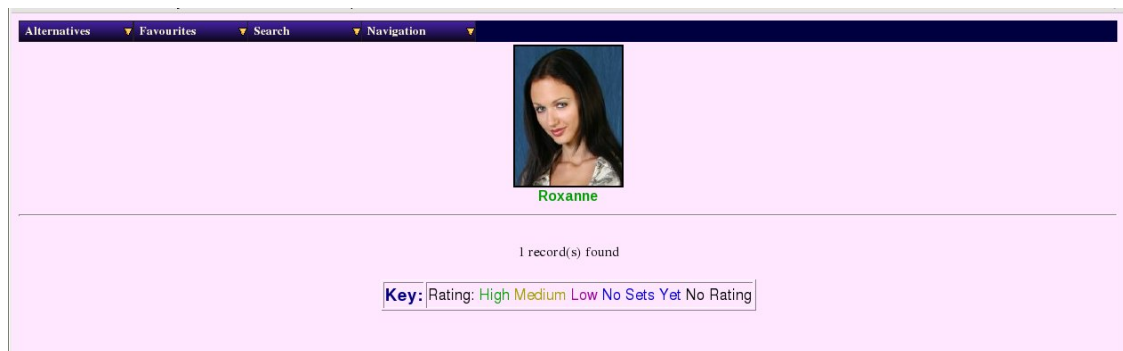 Alternatives Favourites Search Navigation
Roxanne
1 record(s) found
Key: Rating: High Medium Low No Sets Yet No Rating